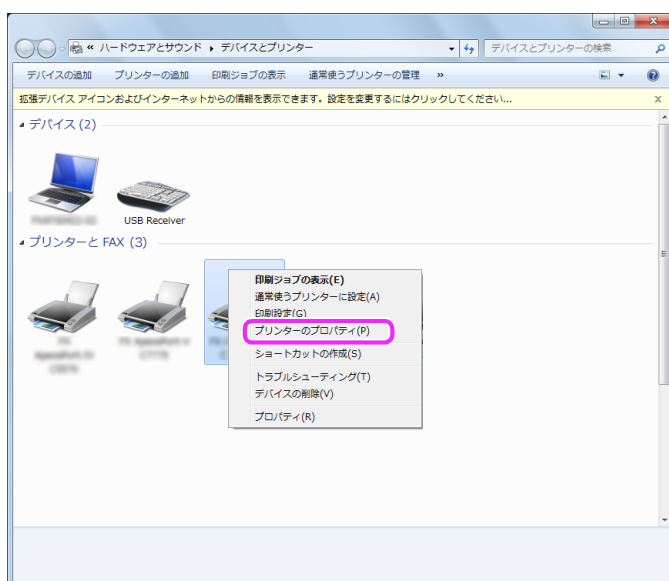 « ハードウェアとサウンド ▸ デバイスとプリンター
デバイスとプリンターの検索
デバイスの追加 プリンターの追加 印刷ジョブの表示 通常使うプリンターの管理 »
拡張デバイス アイコンおよびインターネットからの情報を表示できます。設定を変更するにはクリックしてください...
デバイス (2)
USB Receiver
プリンターと FAX (3)
印刷ジョブの表示(E)
通常使うプリンターに設定(A)
印刷設定(G)
プリンターのプロパティ(P)
ショートカットの作成(S)
トラブルシューティング(T)
デバイスの削除(V)
プロパティ(R)